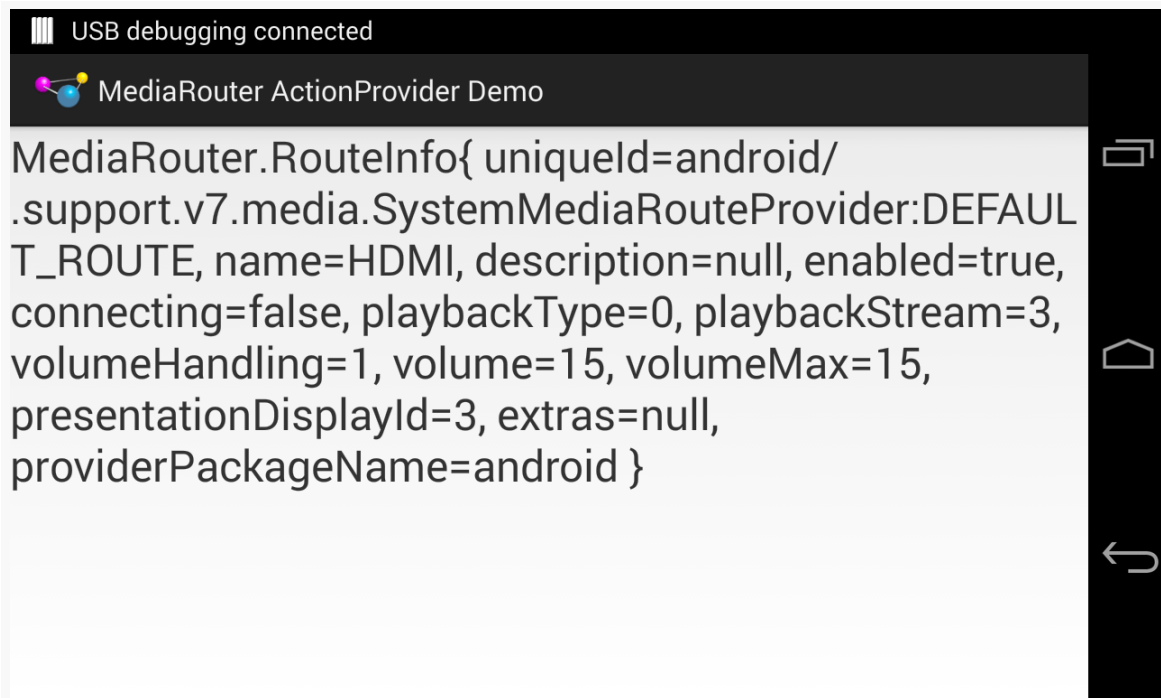 USB debugging connected
MediaRouter ActionProvider Demo
MediaRouter.RouteInfo{ uniqueId=android/
.support.v7.media.SystemMediaRouteProvider:DEFAUL
T_ROUTE, name=HDMI, description=null, enabled=true,
connecting=false, playbackType=0, playbackStream=3,
volumeHandling=1, volume=15, volumeMax=15,
presentationDisplayId=3, extras=null,
providerPackageName=android }